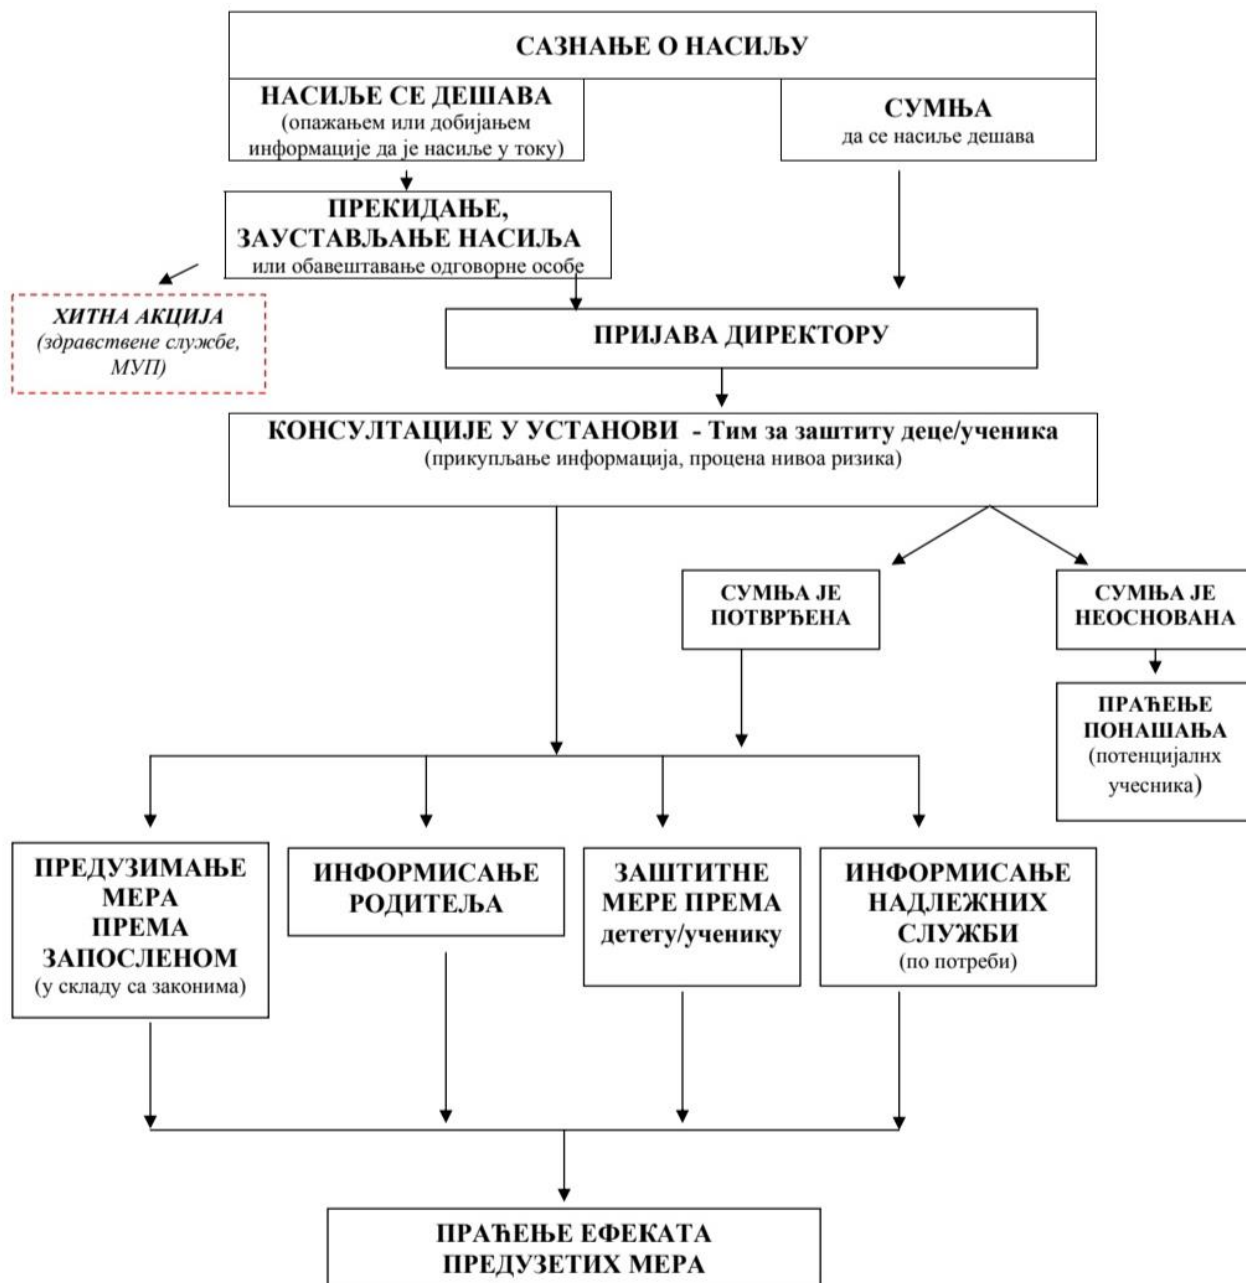 САЗНАЊЕ О НАСИЉУ
НАСИЉЕ СЕ ДЕШАВА
(опажањем или добијањем
информације да је насиље у току)
СУМЊА
да се насиље дешава
ПРЕКИДАЊЕ,
ЗАУСТАВЉАЊЕ НАСИЉА
или обавештавање одговорне особе
ХИТНА АКЦИЈА
(здравствене службе,
МУП)
ПРИЈАВА ДИРЕКТОРУ
КОНСУЛТАЦИЈЕ У УСТАНОВИ - Тим за заштиту деце/ученика
(прикупљање информација, процена нивоа ризика)
СУМЊА ЈЕ
ПОТВРЂЕНА
СУМЊА ЈЕ
НЕОСНОВАНА
ПРАЋЕЊЕ
ПОНАШАЊА
(потенцијалнх
учесника)
ПРЕДУЗИМАЊЕ
МЕРА
ПРЕМА
ЗАПОСЛЕНОМ
(у складу са законима)
ИНФОРМИСАЊЕ
РОДИТЕЉА
ЗАШТИТНЕ
МЕРЕ ПРЕМА
детету/ученику
ИНФОРМИСАЊЕ
НАДЛЕЖНИХ
СЛУЖБИ
(по потреби)
ПРАЋЕЊЕ ЕФЕКАТА
ПРЕДУЗЕТИХ МЕРА